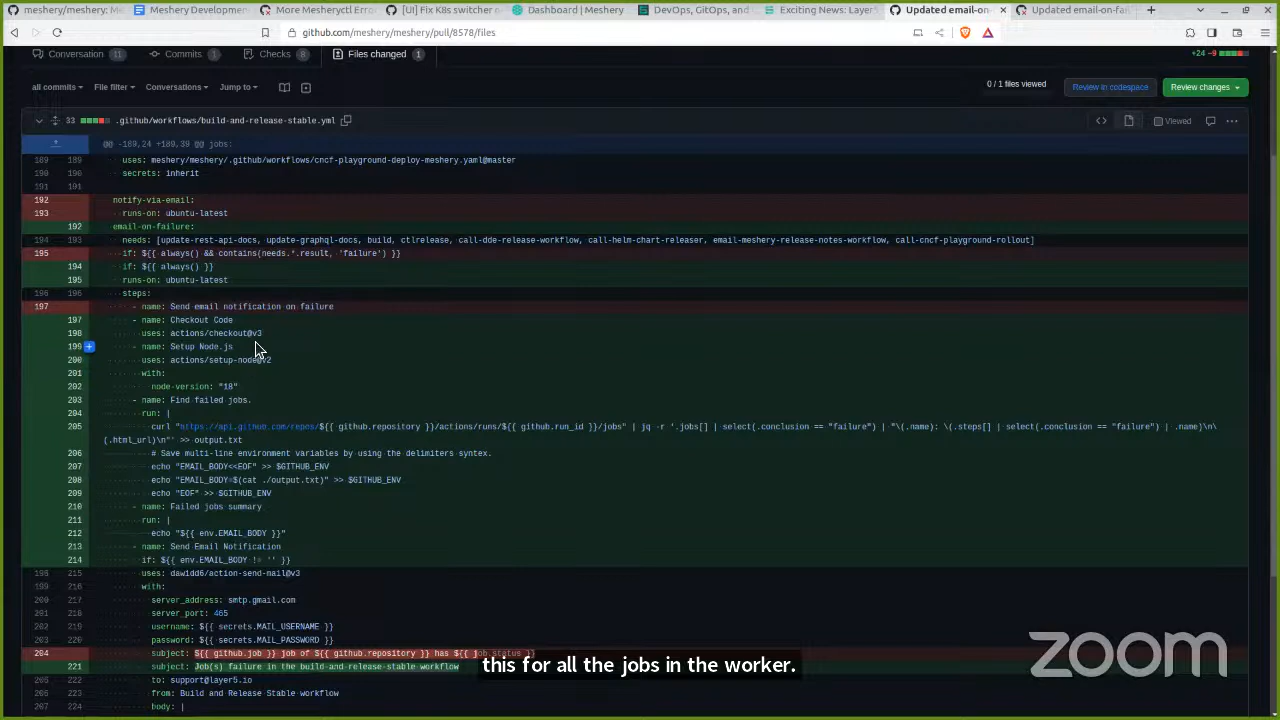 meshery/meshery: M
Meshery Developmen
More Mesheryctl Erro
[UI] Fix K8s switcher n
Dashboard | Meshery
DevOps, GitOps, and
Exciting News: Layer5
Updated email-on-
Updated email-on-fai
github.com/meshery/meshery/pull/8578/files
Conversation 11
Commits 1
Checks 8
Files changed 1
+24 −9
all commits
File filter
Conversations
Jump to
0 / 1 files viewed
Review in codespace
Review changes
33 .github/workflows/build-and-release-stable.yml
Viewed
@@ -189,24 +189,39 @@ jobs:
189 189 uses: meshery/meshery/.github/workflows/cncf-playground-deploy-meshery.yaml@master
190 190 secrets: inherit
191 191
192 notify-via-email:
193 runs-on: ubuntu-latest
192 email-on-failure:
194 193 needs: [update-rest-api-docs, update-graphql-docs, build, ctlrelease, call-dde-release-workflow, call-helm-chart-releaser, email-meshery-release-notes-workflow, call-cncf-playground-rollout]
195 if: ${{ always() && contains(needs.*.result, 'failure') }}
194 if: ${{ always() }}
195 runs-on: ubuntu-latest
196 196 steps:
197 - name: Send email notification on failure
197 - name: Checkout Code
198 uses: actions/checkout@v3
199 - name: Setup Node.js
200 uses: actions/setup-node@v2
201 with:
202 node-version: "18"
203 - name: Find failed jobs.
204 run: |
205 curl "https://api.github.com/repos/${{ github.repository }}/actions/runs/${{ github.run_id }}/jobs" | jq -r '.jobs[] | select(.conclusion == "failure") | "\(.name): \(.steps[] | select(.conclusion == "failure") | .name)\n\
(.html_url)\n"' >> output.txt
206 # Save multi-line environment variables by using the delimiters syntex.
207 echo "EMAIL_BODY<<EOF" >> $GITHUB_ENV
208 echo "EMAIL_BODY=$(cat ./output.txt)" >> $GITHUB_ENV
209 echo "EOF" >> $GITHUB_ENV
210 - name: Failed jobs summary
211 run: |
212 echo "${{ env.EMAIL_BODY }}"
213 - name: Send Email Notification
214 if: ${{ env.EMAIL_BODY != '' }}
198 215 uses: dawidd6/action-send-mail@v3
199 216 with:
200 217 server_address: smtp.gmail.com
201 218 server_port: 465
202 219 username: ${{ secrets.MAIL_USERNAME }}
203 220 password: ${{ secrets.MAIL_PASSWORD }}
204 subject: ${{ github.job }} job of ${{ github.repository }} has ${{ job.status }}
221 subject: Job(s) failure in the build-and-release-stable-workflow
205 222 to: support@layer5.io
206 223 from: Build and Release Stable workflow
207 224 body: |
this for all the jobs in the worker.
zoom